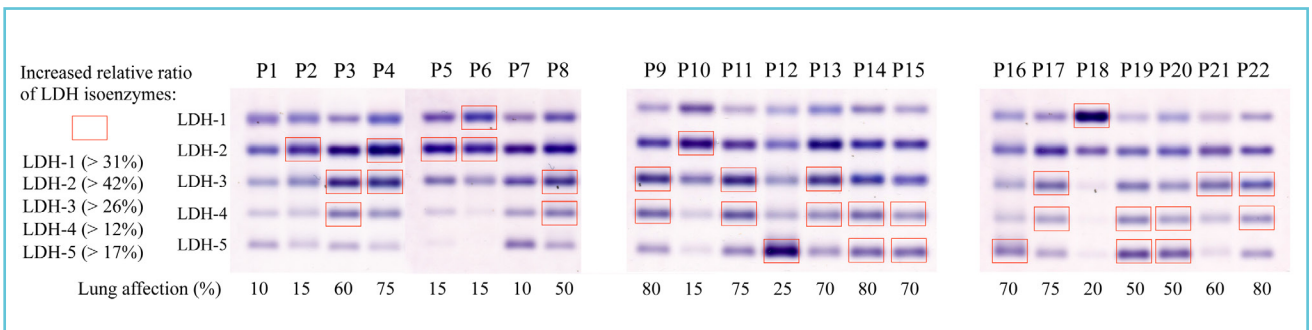 P1 P2 P3 P4 P5 P6 P7 P8 P9 P10 P11 P12 P13 P14 P15 P16 P17 P18 P19 P20 P21 P22
Increased relative ratio
of LDH isoenzymes:
LDH-1 (> 31%)
LDH-2 (> 42%)
LDH-3 (> 26%)
LDH-4 (> 12%)
LDH-5 (> 17%)
LDH-1
LDH-2
LDH-3
LDH-4
LDH-5
Lung affection (%) 10 15 60 75 15 15 10 50 80 15 75 25 70 80 70 70 75 20 50 50 60 80